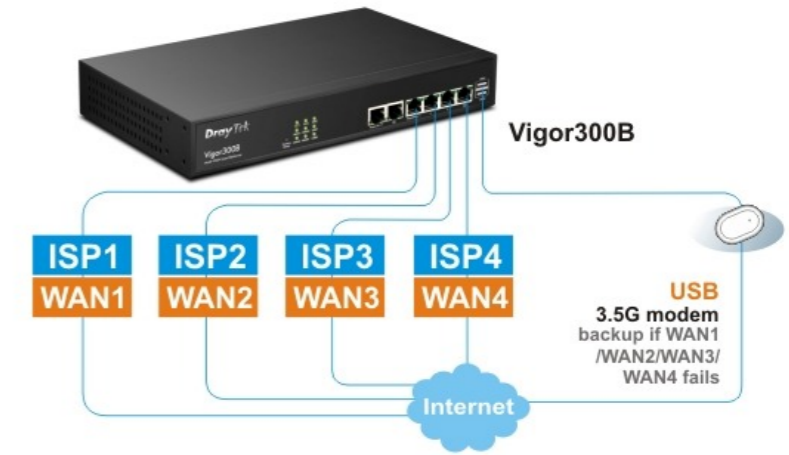 DrayTek
Vigor300B
Vigor300B
ISP1
WAN1
ISP2
WAN2
ISP3
WAN3
ISP4
WAN4
USB
3.5G modem
backup if WAN1
/WAN2/WAN3/
WAN4 fails
Internet